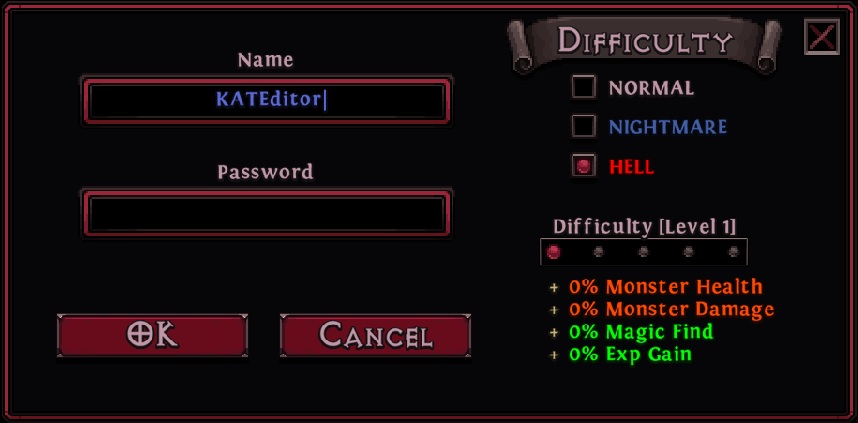 Name
KATEditor
Password
OK
CANCEL
DIFFICULTY
NORMAL
NIGHTMARE
HELL
Difficulty [Level 1]
+ 0% Monster Health
+ 0% Monster Damage
+ 0% Magic Find
+ 0% Exp Gain